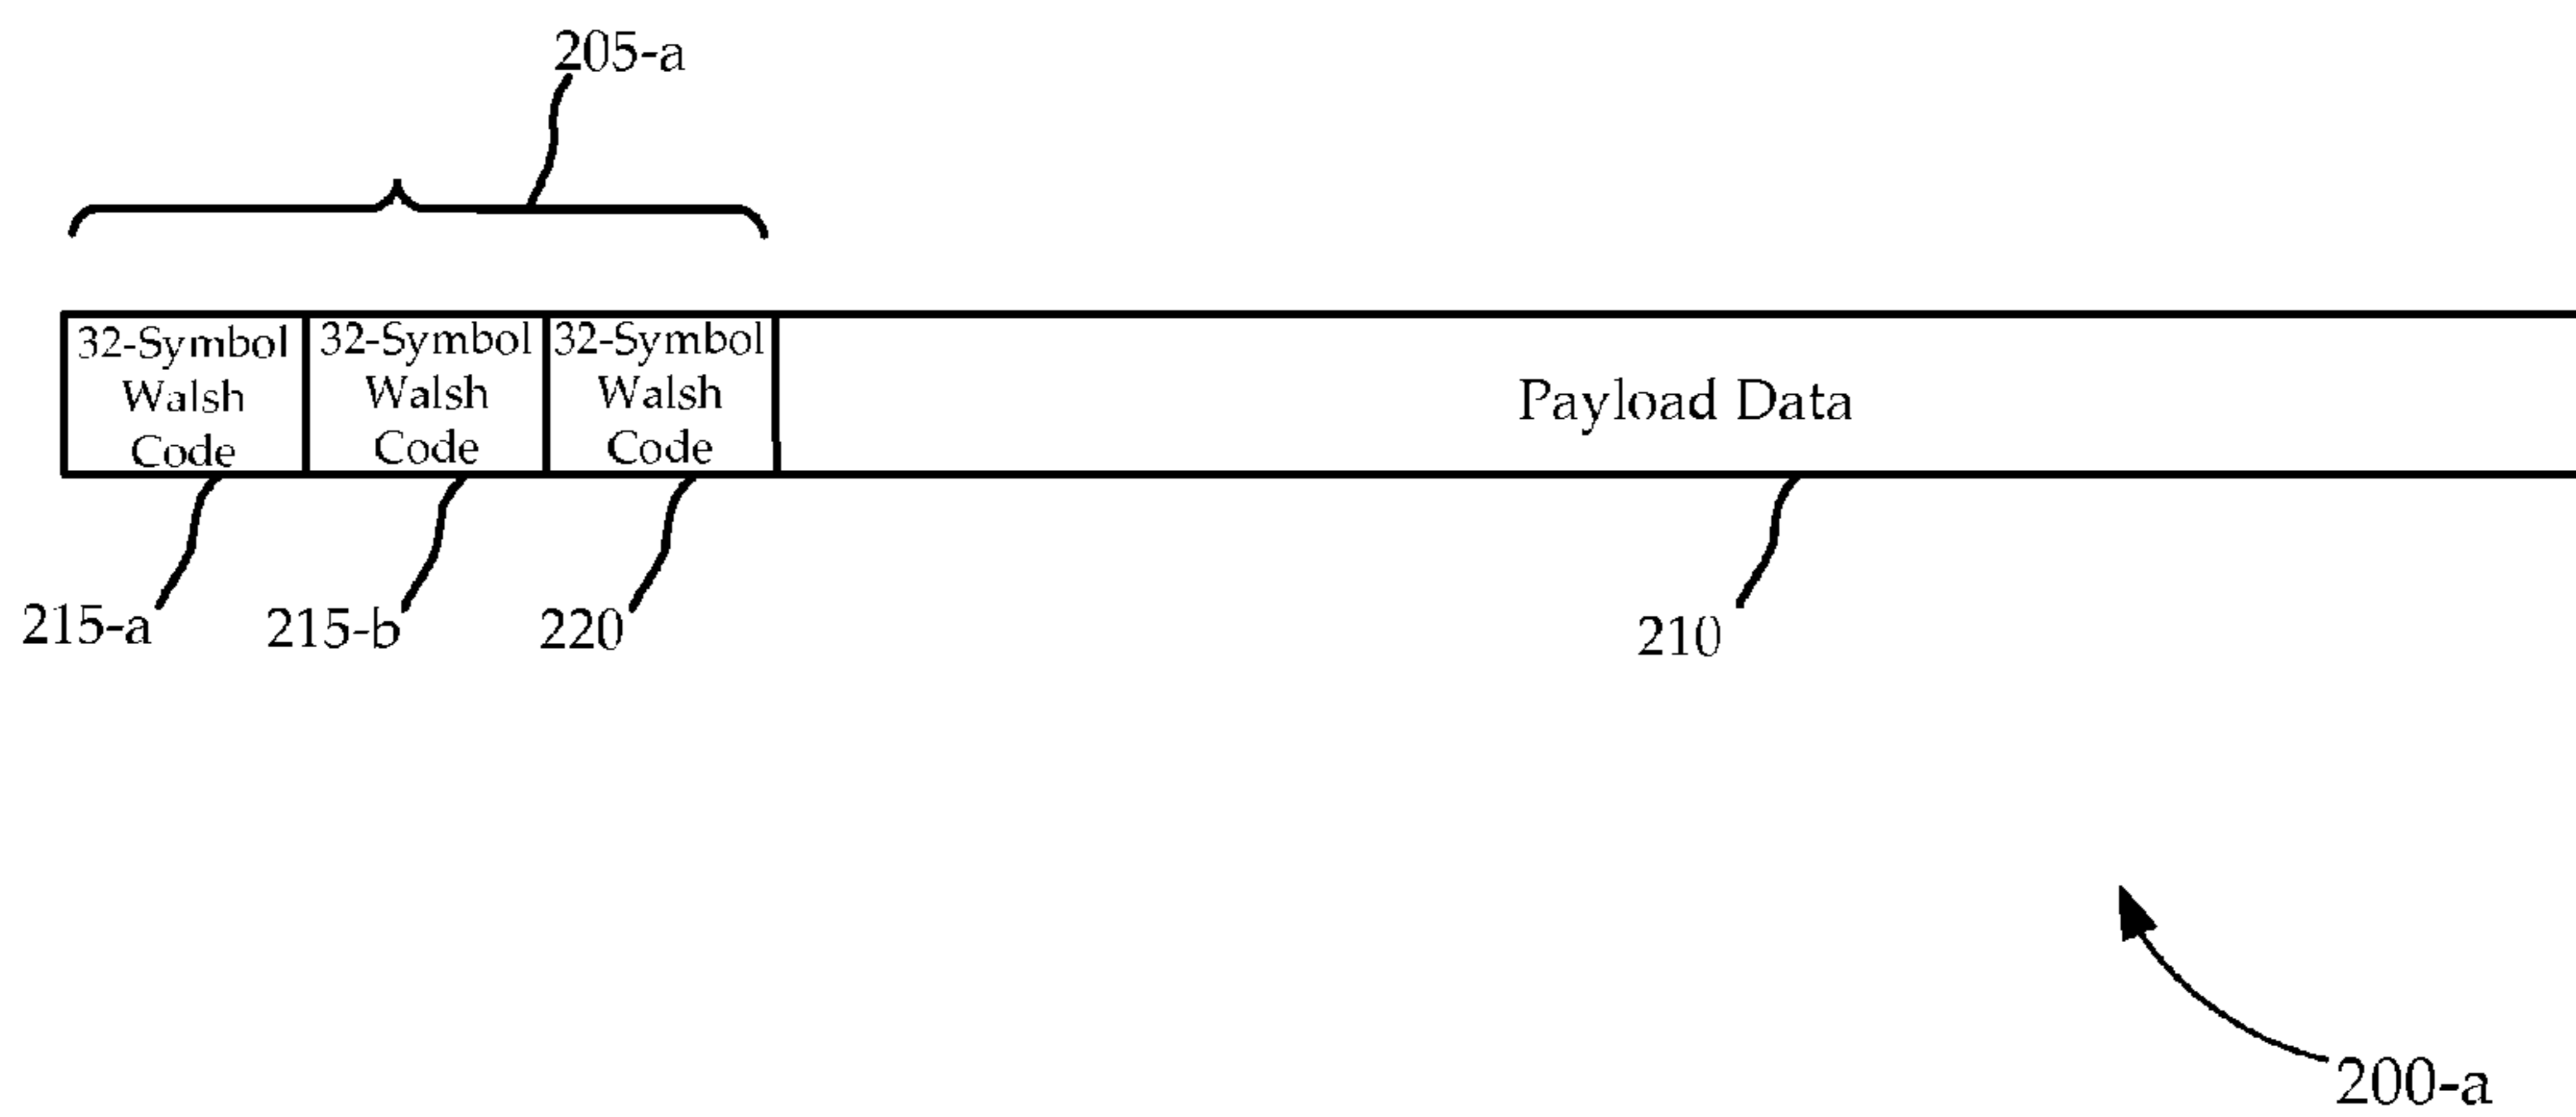 205-a
32-Symbol
Walsh
Code
32-Symbol
Walsh
Code
32-Symbol
Walsh
Code
Payload Data
215-a
215-b
220
210
200-a